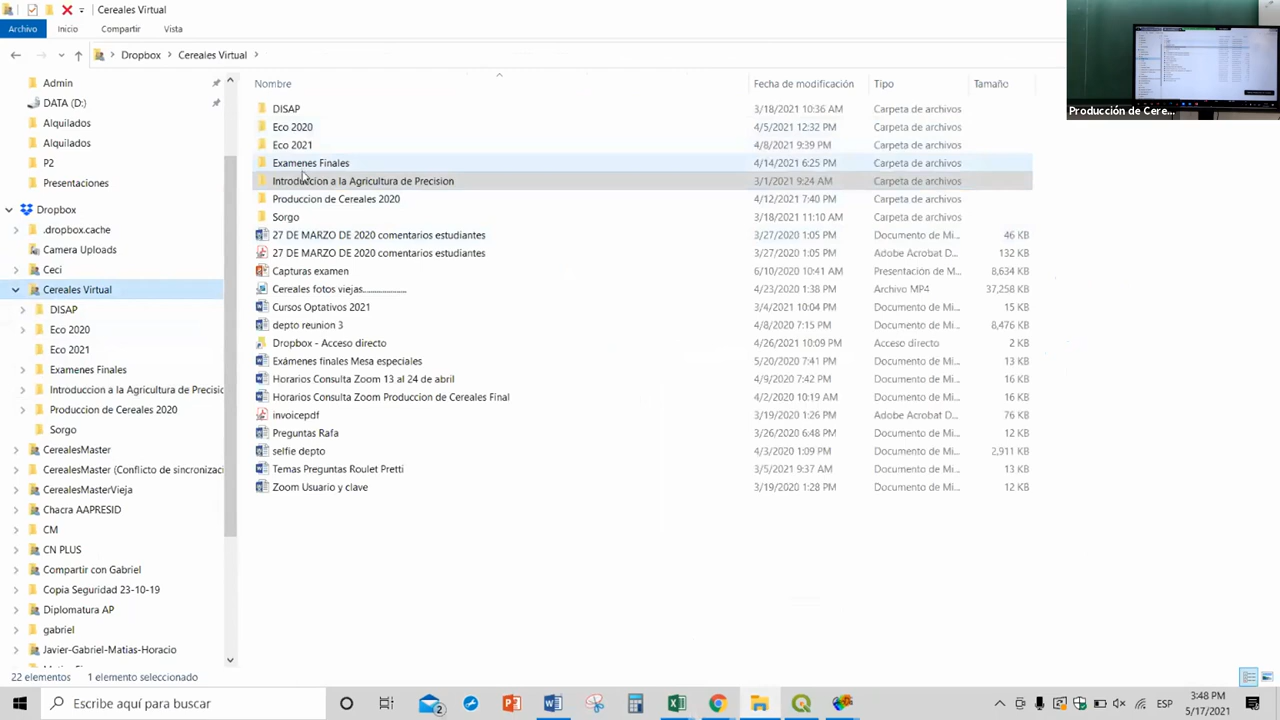 Cereales Virtual
Archivo Inicio Compartir Vista
Dropbox Cereales Virtual
Nombre Fecha de modificación Tipo Tamaño
Admin
DATA (D:)
Alquilados
Alquilados
P2
Presentaciones
Dropbox
.dropbox.cache
Camera Uploads
Ceci
Cereales Virtual
DISAP
Eco 2020
Eco 2021
Examenes Finales
Introduccion a la Agricultura de Precisic
Produccion de Cereales 2020
Sorgo
CerealesMaster
CerealesMaster (Conflicto de sincronizaci
CerealesMasterVieja
Chacra AAPRESID
CM
CN PLUS
Compartir con Gabriel
Copia Seguridad 23-10-19
Diplomatura AP
gabriel
Javier-Gabriel-Matias-Horacio
DISAP 3/18/2021 10:36 AM Carpeta de archivos
Eco 2020 4/5/2021 12:32 PM Carpeta de archivos
Eco 2021 4/8/2021 9:39 PM Carpeta de archivos
Examenes Finales 4/14/2021 6:25 PM Carpeta de archivos
Introduccion a la Agricultura de Precision 3/1/2021 9:24 AM Carpeta de archivos
Produccion de Cereales 2020 4/12/2021 7:40 PM Carpeta de archivos
Sorgo 3/18/2021 11:10 AM Carpeta de archivos
27 DE MARZO DE 2020 comentarios estudiantes 3/27/2020 1:05 PM Documento de Mi... 46 KB
27 DE MARZO DE 2020 comentarios estudiantes 3/27/2020 1:05 PM Adobe Acrobat D... 132 KB
Capturas examen 6/10/2020 10:41 AM Presentación de M... 8,634 KB
Cereales fotos viejas.................... 4/23/2020 1:38 PM Archivo MP4 37,258 KB
Cursos Optativos 2021 3/4/2021 10:04 PM Documento de Mi... 15 KB
depto reunion 3 4/8/2020 7:15 PM Documento de Mi... 8,476 KB
Dropbox - Acceso directo 4/26/2021 10:09 PM Acceso directo 2 KB
Exámenes finales Mesa especiales 5/20/2020 7:41 PM Documento de Mi... 13 KB
Horarios Consulta Zoom 13 al 24 de abril 4/9/2020 7:42 PM Documento de Mi... 16 KB
Horarios Consulta Zoom Produccion de Cereales Final 4/2/2020 10:19 AM Documento de Mi... 16 KB
invoicepdf 3/19/2020 1:26 PM Adobe Acrobat D... 76 KB
Preguntas Rafa 3/26/2020 6:48 PM Documento de Mi... 12 KB
selfie depto 4/3/2020 1:09 PM Documento de Mi... 2,911 KB
Temas Preguntas Roulet Pretti 3/5/2021 9:37 AM Documento de Mi... 13 KB
Zoom Usuario y clave 3/19/2020 1:28 PM Documento de Mi... 12 KB
Producción de Cere...
22 elementos 1 elemento seleccionado
Escribe aquí para buscar
2
ESP
3:48 PM
5/17/2021